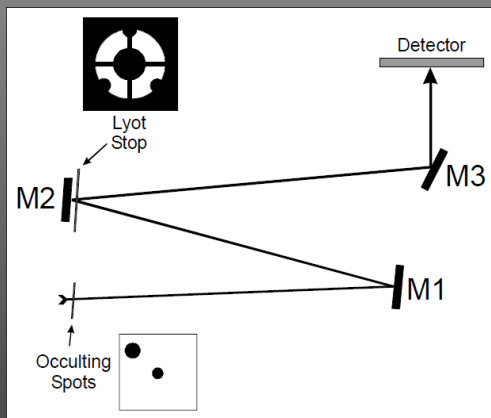 Detector
Lyot
Stop
M3
M2
M1
Occulting
Spots